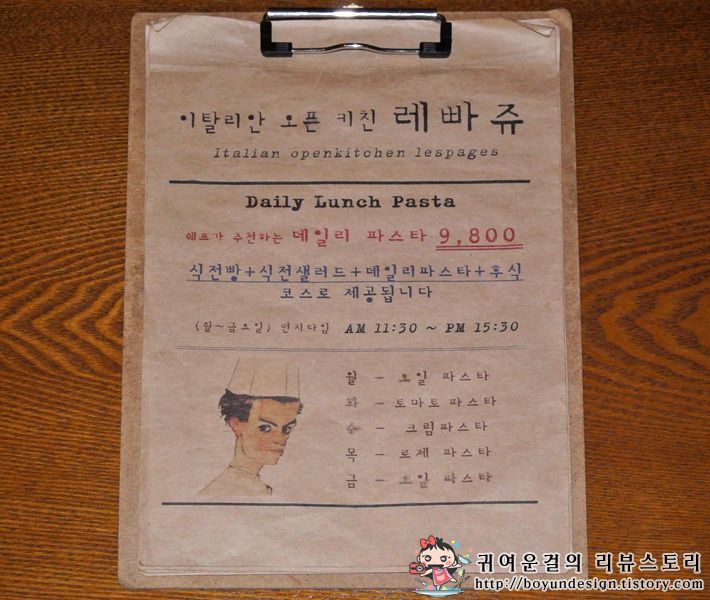 이탈리안 오픈 키친 레빠쥬
Italian openkitchen lespages
Daily Lunch Pasta
쉐프가 추천하는 데일리 파스타 9,800
식전빵+식전샐러드+데일리파스타+후식
코스로 제공됩니다
(월~금요일) 런치타임 AM 11:30 ~ PM 15:30
월 - 오일 파스타
화 - 토마토 파스타
수 - 크림파스타
목 - 로제 파스타
금 - 오일 파스타
귀여운걸의 리뷰스토리
http://boyundesign.tistory.com